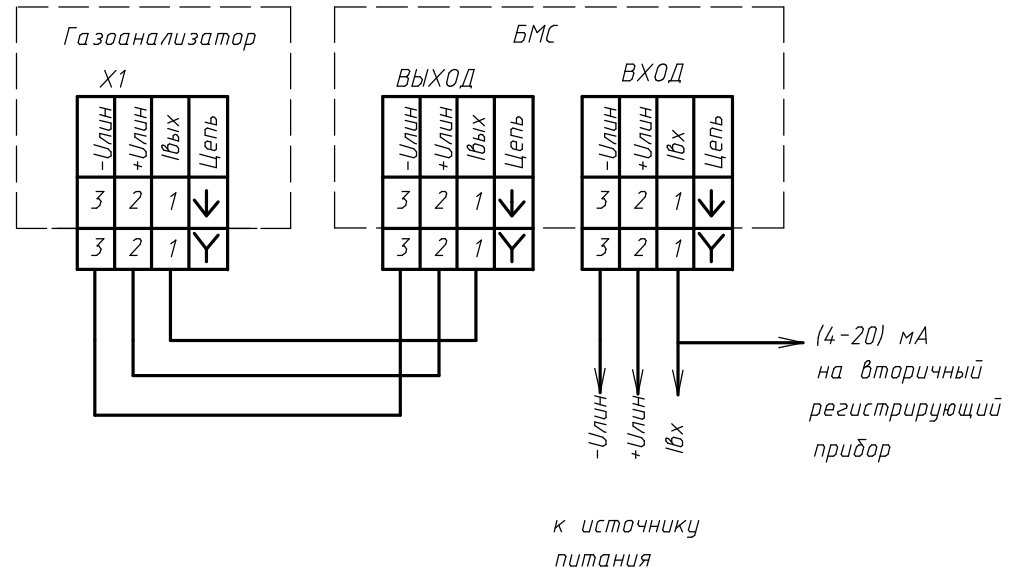 Газоанализатор
БМС
X1
ВЫХОД
ВХОД
-Uлин +Uлин Iвых Цепь
-Uлин +Uлин Iвых Цепь
-Uлин +Uлин Iвх Цепь
3 2 1
3 2 1
3 2 1
3 2 1
3 2 1
3 2 1
(4-20) мА
на вторичный
регистрирующий
прибор
-Uлин
+Uлин
Iвх
к источнику
питания